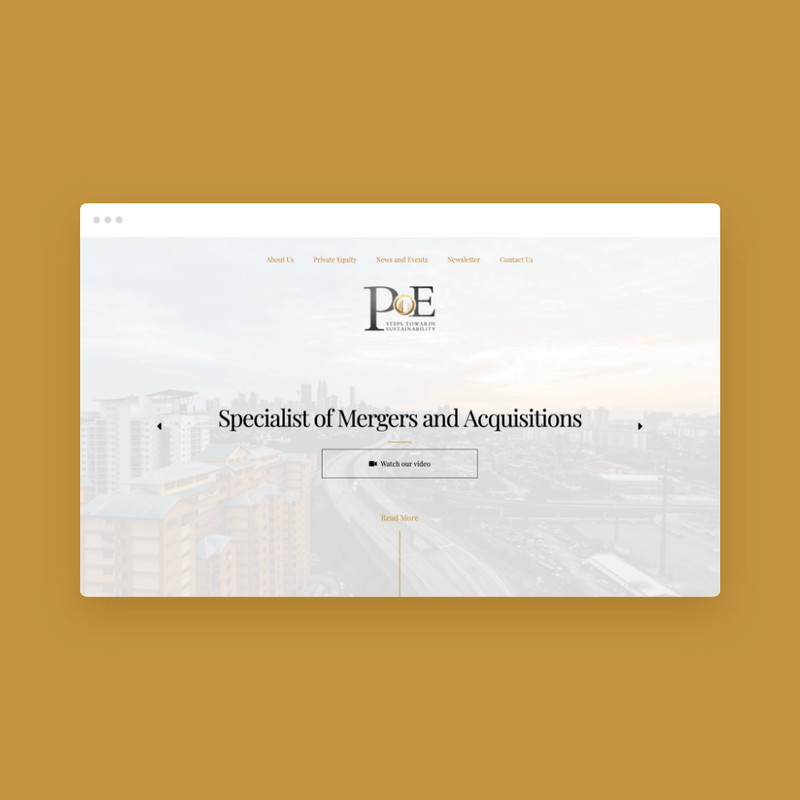 About Us Private Equity News and Events Newsletter Contact Us
PE
STEPS TOWARDS
SUSTAINABILITY
Specialist of Mergers and Acquisitions
Watch our video
Read More